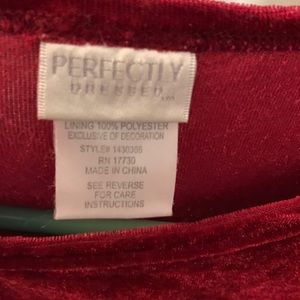 PERFECTLY
DRESSED
LINING 100% POLYESTER
EXCLUSIVE OF DECORATION
STYLE# 1430366
RN 17730
MADE IN CHINA
SEE REVERSE
FOR CARE
INSTRUCTIONS